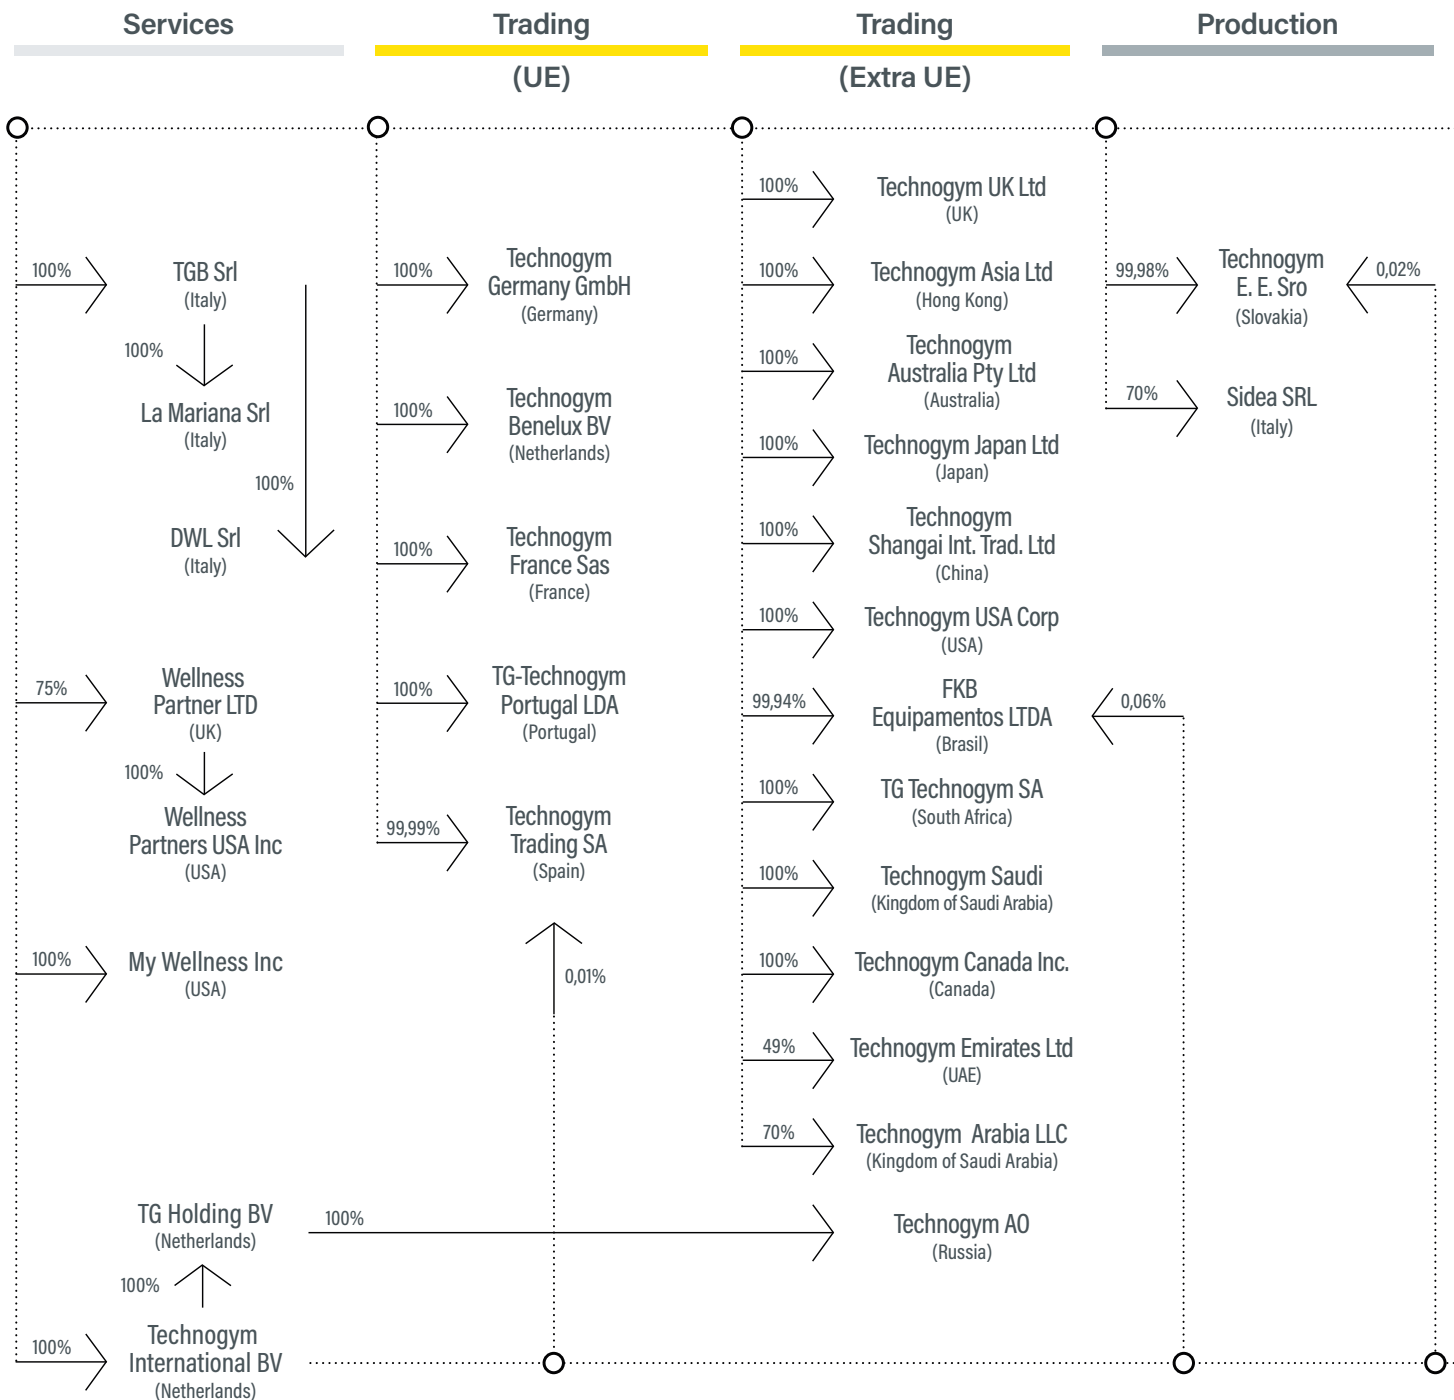 Services
Trading
(UE)
Trading
(Extra UE)
Production
100%
TGB Srl
(Italy)
100%
La Mariana Srl
(Italy)
100%
DWL Srl
(Italy)
75%
Wellness
Partner LTD
(UK)
100%
Wellness
Partners USA Inc
(USA)
100%
My Wellness Inc
(USA)
TG Holding BV
(Netherlands)
100%
100%
100%
Technogym
International BV
(Netherlands)
100%
Technogym
Germany GmbH
(Germany)
100%
Technogym
Benelux BV
(Netherlands)
100%
Technogym
France Sas
(France)
100%
TG-Technogym
Portugal LDA
(Portugal)
99,99%
Technogym
Trading SA
(Spain)
0,01%
100%
Technogym UK Ltd
(UK)
100%
Technogym Asia Ltd
(Hong Kong)
100%
Technogym
Australia Pty Ltd
(Australia)
100%
Technogym Japan Ltd
(Japan)
100%
Technogym
Shangai Int. Trad. Ltd
(China)
100%
Technogym USA Corp
(USA)
99,94%
FKB
Equipamentos LTDA
(Brasil)
0,06%
100%
TG Technogym SA
(South Africa)
100%
Technogym Saudi
(Kingdom of Saudi Arabia)
100%
Technogym Canada Inc.
(Canada)
49%
Technogym Emirates Ltd
(UAE)
70%
Technogym Arabia LLC
(Kingdom of Saudi Arabia)
Technogym AO
(Russia)
99,98%
Technogym
E. E. Sro
(Slovakia)
0,02%
70%
Sidea SRL
(Italy)